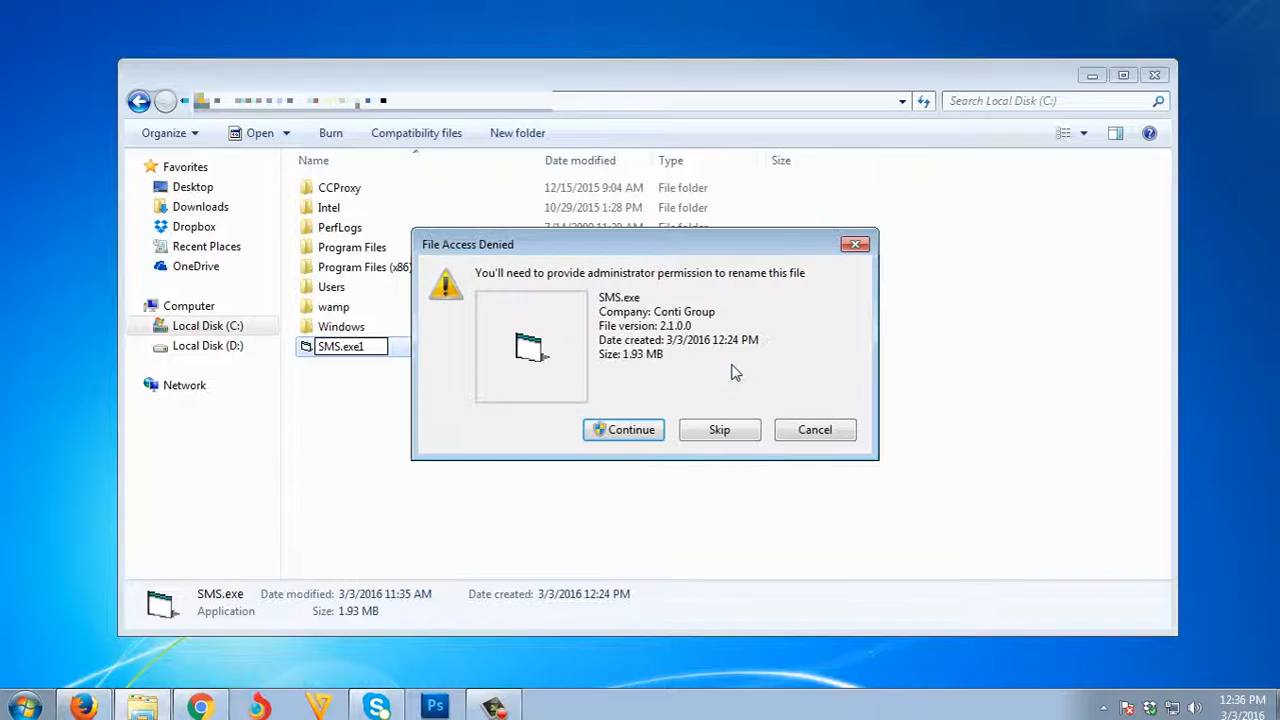 Search Local Disk (C:)
Organize Open Burn Compatibility files New folder
Name Date modified Type Size
Favorites
Desktop
Downloads
Dropbox
Recent Places
OneDrive
Computer
Local Disk (C:)
Local Disk (D:)
Network
CCProxy 12/15/2015 9:04 AM File folder
Intel 10/29/2015 1:28 PM File folder
PerfLogs File folder
Program Files
Program Files (x86)
Users
wamp
Windows
SMS.exe1
File Access Denied
You'll need to provide administrator permission to rename this file
SMS.exe
Company: Conti Group
File version: 2.1.0.0
Date created: 3/3/2016 12:24 PM
Size: 1.93 MB
Continue Skip Cancel
SMS.exe Date modified: 3/3/2016 11:35 AM Date created: 3/3/2016 12:24 PM
Application Size: 1.93 MB
Ps
12:36 PM
3/3/2016